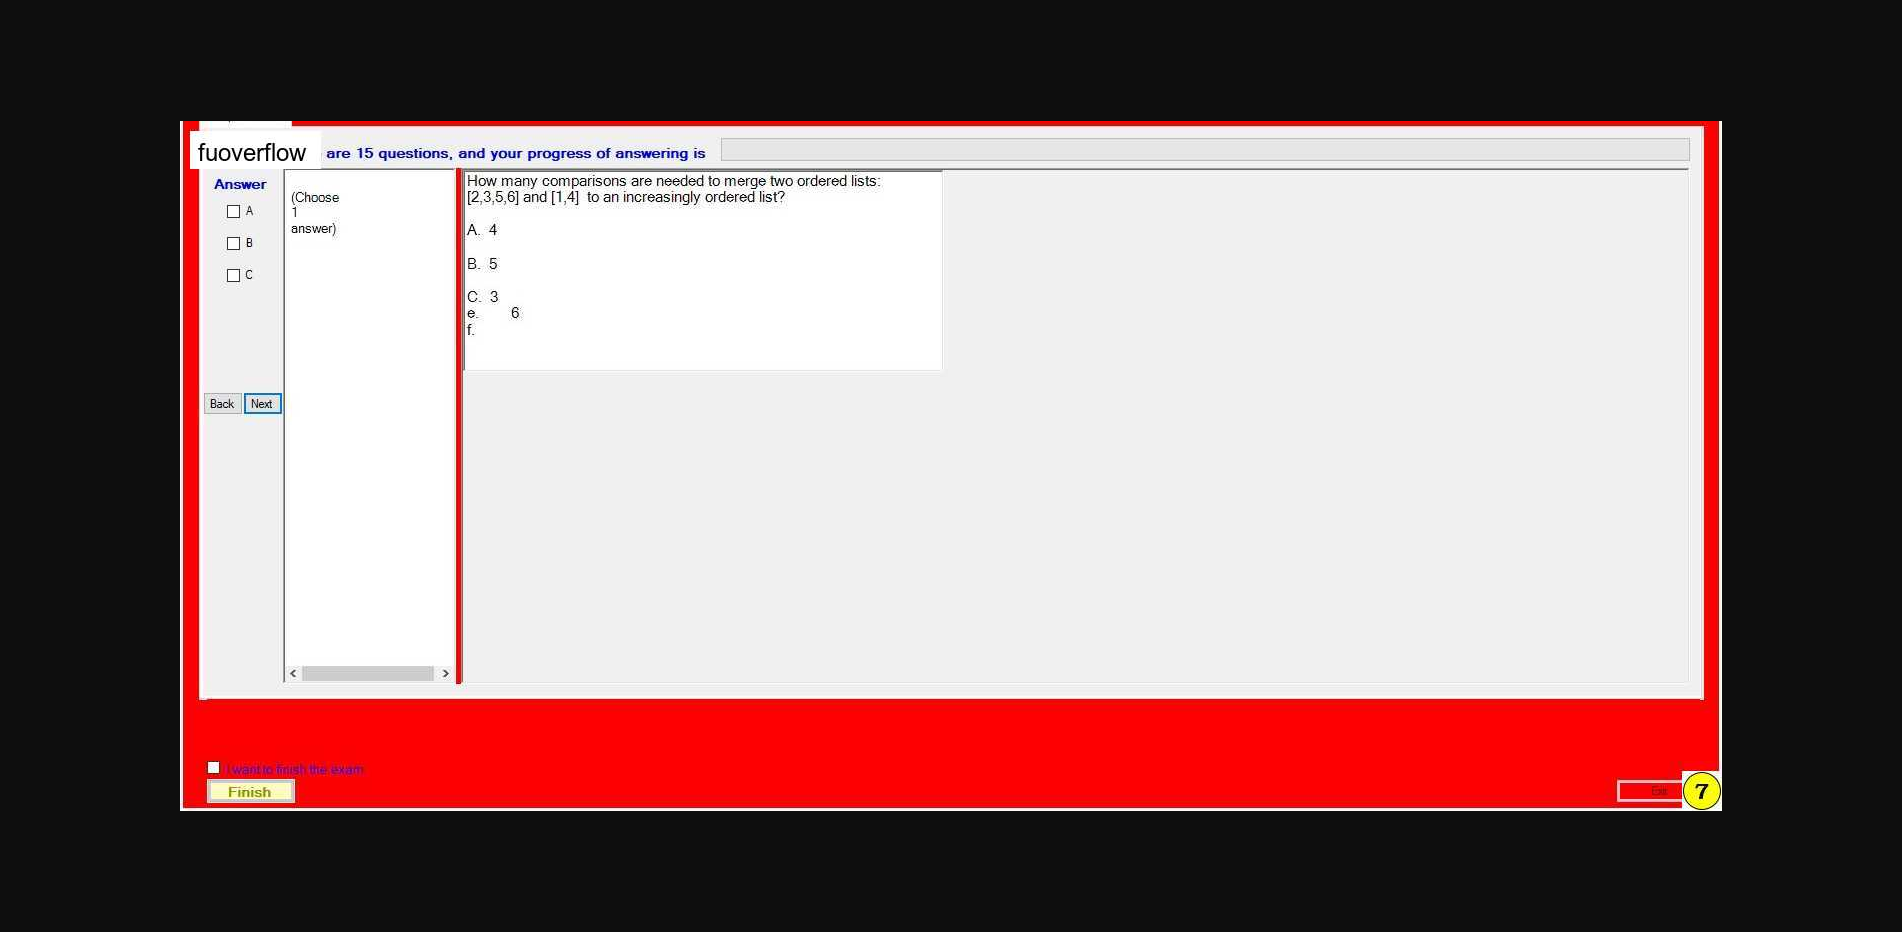 fuoverflow are 15 questions, and your progress of answering is
Answer
A
B
C
Back Next
(Choose
1
answer)
How many comparisons are needed to merge two ordered lists:
[2,3,5,6] and [1,4]  to an increasingly ordered list?
A.  4
B.  5
C.  3
e.      6
f.
I want to finish the exam
Finish
Exit
7